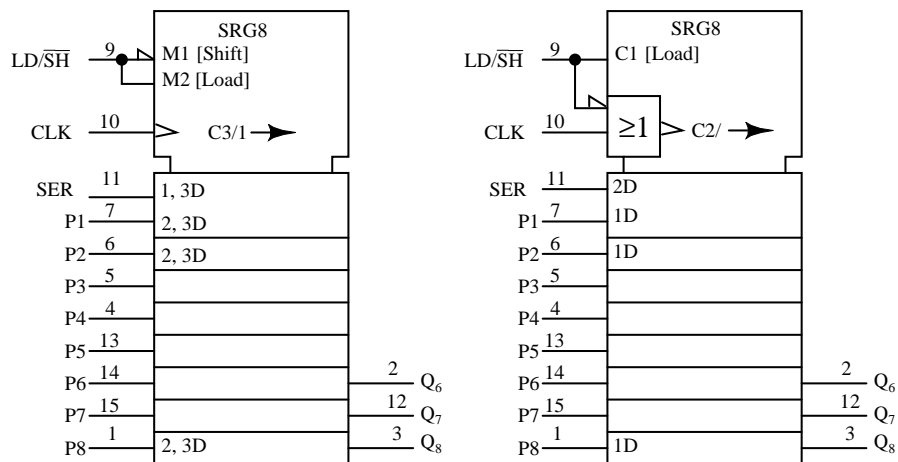 SRG8
9
LD/S̅H̅
M1 [Shift]
M2 [Load]
10
CLK
C3/1
11
SER
1, 3D
7
P1
2, 3D
6
P2
2, 3D
5
P3
4
P4
13
P5
14
P6
2
Q6
15
P7
12
Q7
1
P8
2, 3D
3
Q8
SRG8
9
LD/S̅H̅
C1 [Load]
10
CLK
≥1
C2/
SER
11
2D
7
P1
1D
6
P2
1D
5
P3
4
P4
13
P5
14
P6
2
Q6
15
P7
12
Q7
1
P8
1D
3
Q8